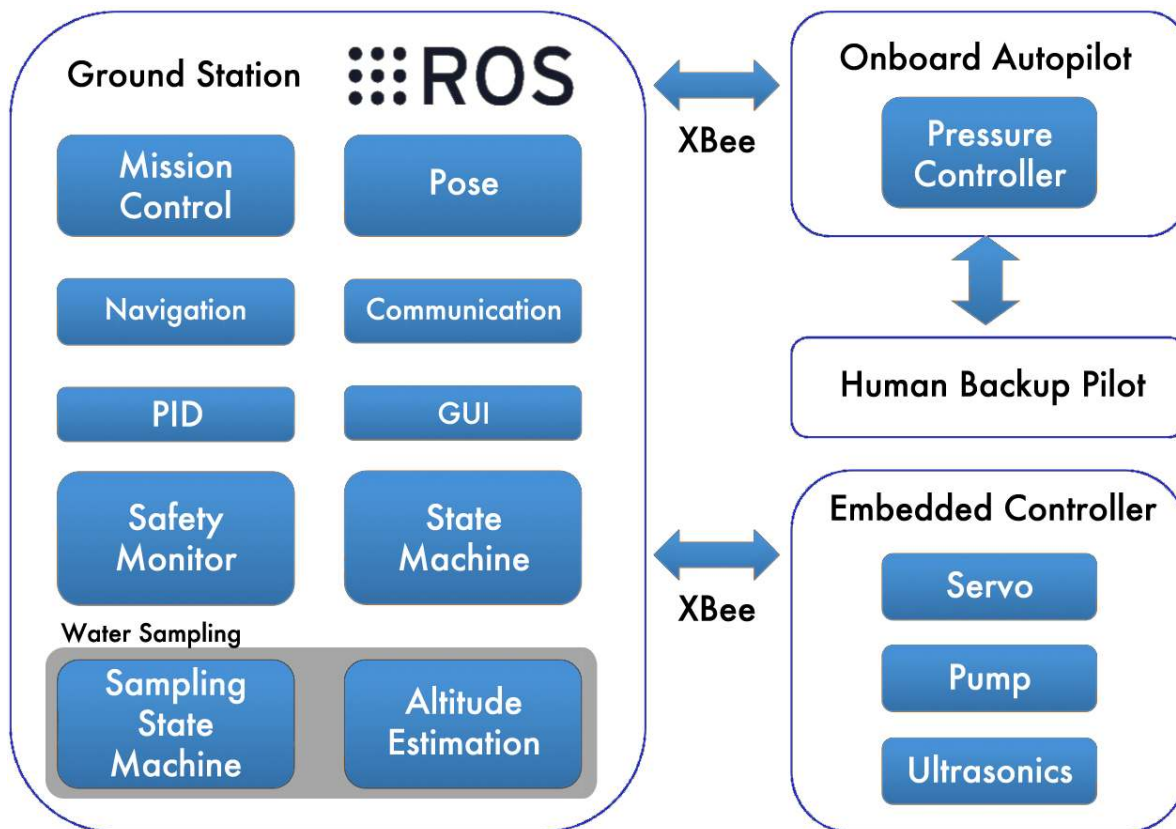 Ground Station
ROS
Mission
Control
Pose
Navigation
Communication
PID
GUI
Safety
Monitor
State
Machine
Water Sampling
Sampling
State
Machine
Altitude
Estimation
XBee
XBee
Onboard Autopilot
Pressure
Controller
Human Backup Pilot
Embedded Controller
Servo
Pump
Ultrasonics